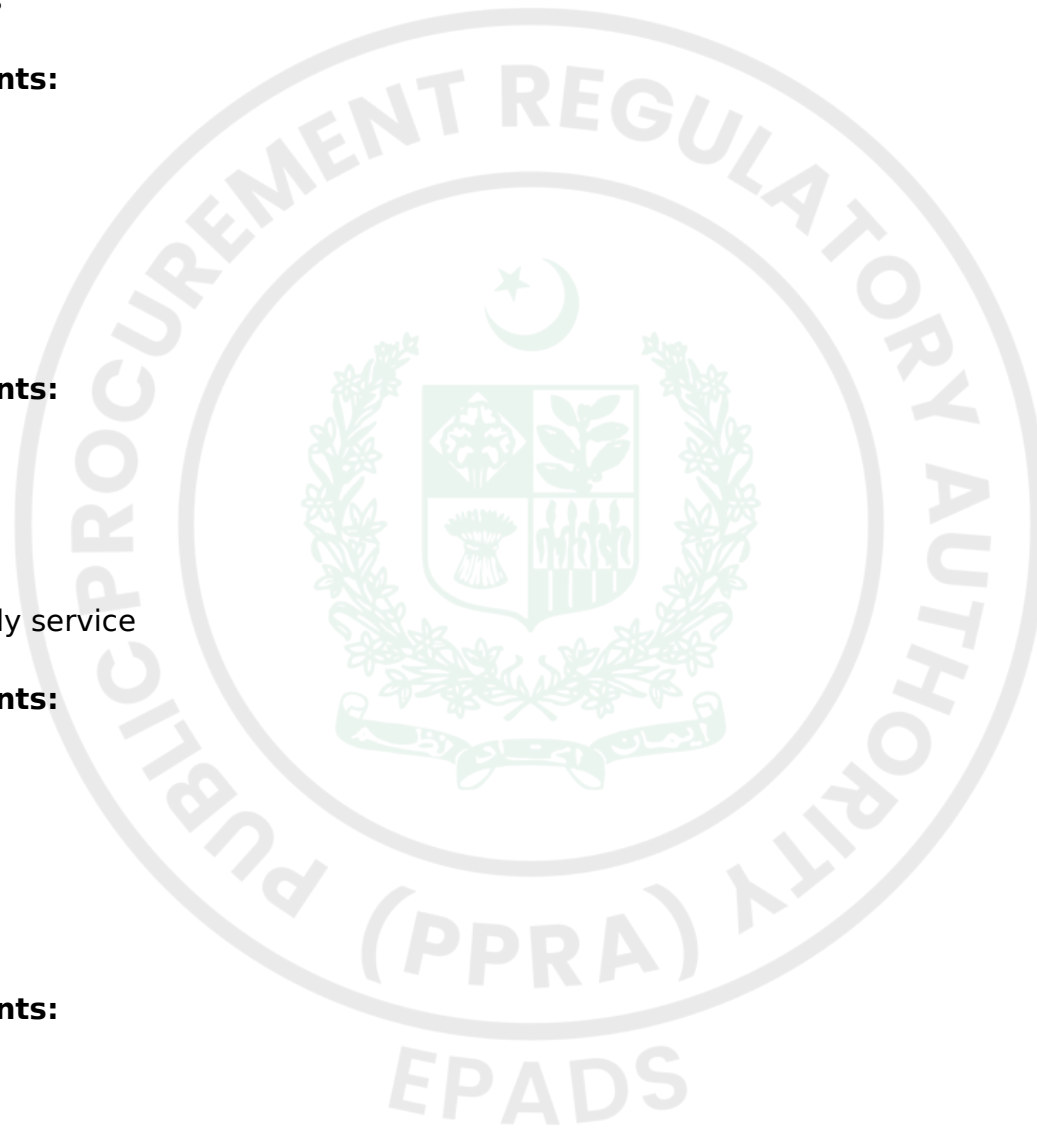 nts:
nts:
ly service
nts:
nts:
PUBLIC PROCUREMENT REGULATORY AUTHORITY
(PPRA)
EPADS